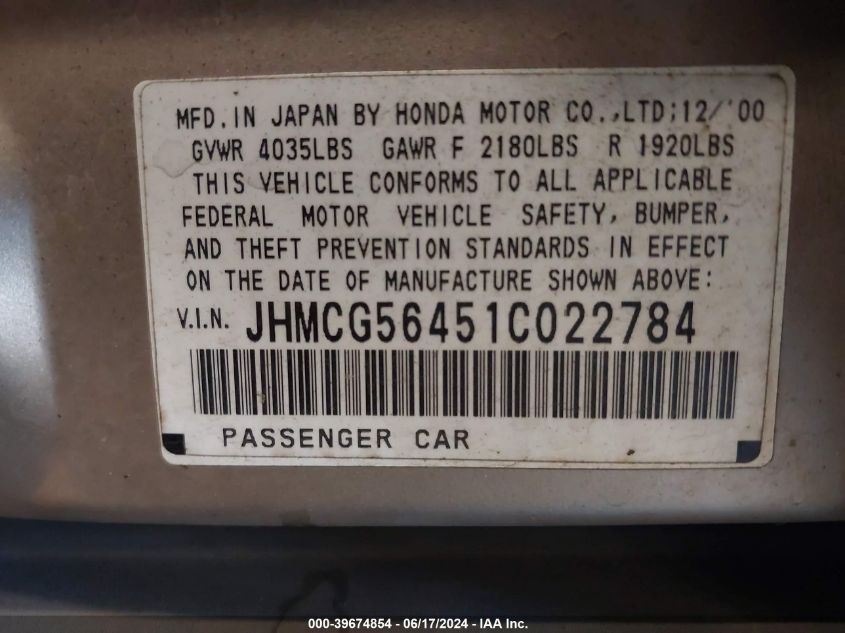 MFD. IN JAPAN BY HONDA MOTOR CO.,LTD;12/'00
GVWR 4035LBS GAWR F 2180LBS R 1920LBS
THIS VEHICLE CONFORMS TO ALL APPLICABLE
FEDERAL MOTOR VEHICLE SAFETY, BUMPER,
AND THEFT PREVENTION STANDARDS IN EFFECT
ON THE DATE OF MANUFACTURE SHOWN ABOVE:
V.I.N. JHMCG56451C022784
PASSENGER CAR
000-39674854 - 06/17/2024 - IAA Inc.